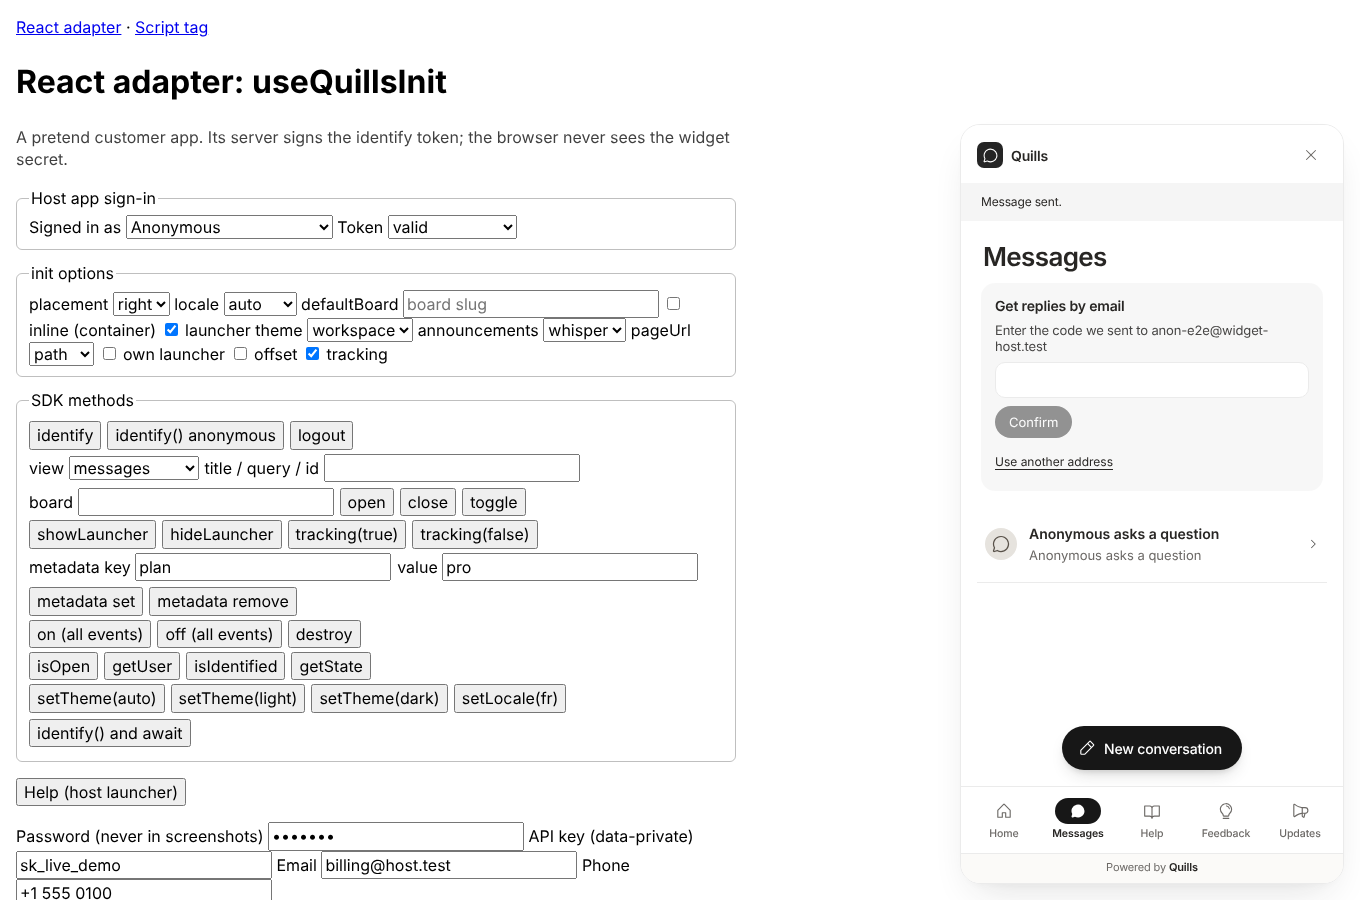 React adapter · Script tag
React adapter: useQuillsInit
A pretend customer app. Its server signs the identify token; the browser never sees the widget
secret.
Host app sign-in
Signed in as Anonymous Token valid
init options
placement right locale auto defaultBoard board slug
inline (container) launcher theme workspace announcements whisper pageUrl
path own launcher offset tracking
SDK methods
identify identify() anonymous logout
view messages title / query / id
board open close toggle
showLauncher hideLauncher tracking(true) tracking(false)
metadata key plan value pro
metadata set metadata remove
on (all events) off (all events) destroy
isOpen getUser isIdentified getState
setTheme(auto) setTheme(light) setTheme(dark) setLocale(fr)
identify() and await
Help (host launcher)
Password (never in screenshots) ••••••• API key (data-private)
sk_live_demo Email billing@host.test Phone
+1 555 0100
Quills
Message sent.
Messages
Get replies by email
Enter the code we sent to anon-e2e@widget-
host.test
Confirm
Use another address
Anonymous asks a question
Anonymous asks a question
New conversation
Home Messages Help Feedback Updates
Powered by Quills